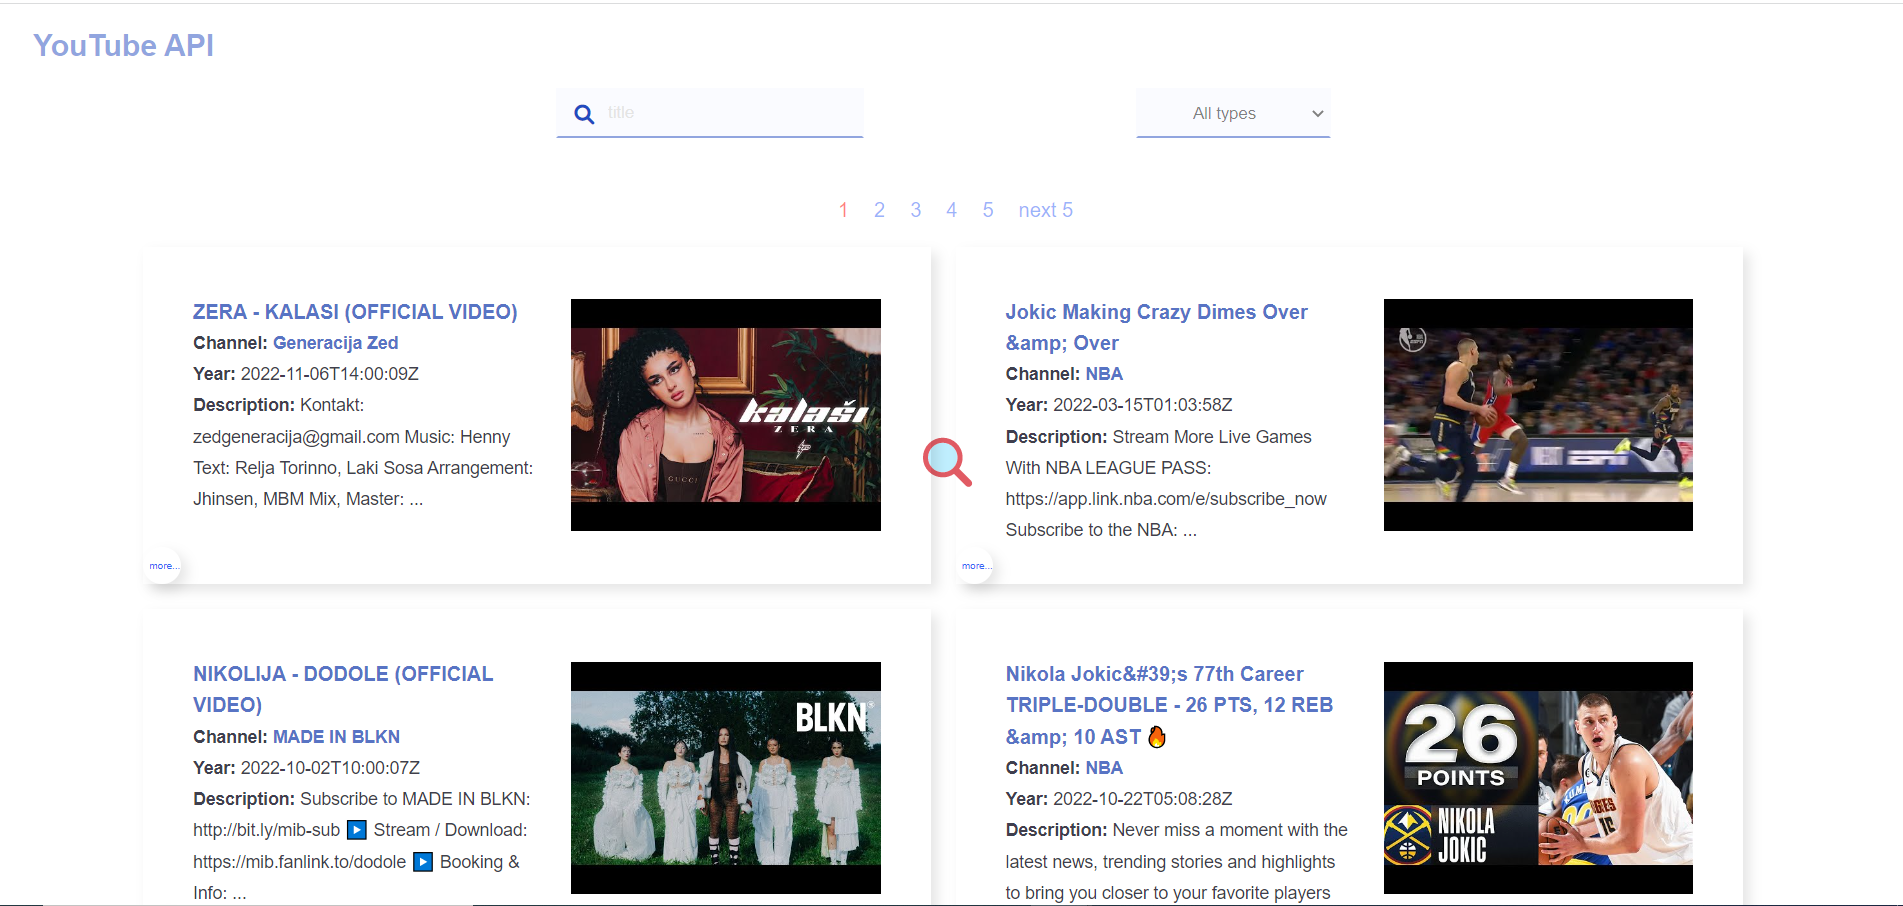 YouTube API
title
All types
1 2 3 4 5 next 5
ZERA - KALASI (OFFICIAL VIDEO)
Channel: Generacija Zed
Year: 2022-11-06T14:00:09Z
Description: Kontakt:
zedgeneracija@gmail.com Music: Henny
Text: Relja Torinno, Laki Sosa Arrangement:
Jhinsen, MBM Mix, Master: ...
kalaši
ZERA
GUCCI
more...
Jokic Making Crazy Dimes Over
&amp; Over
Channel: NBA
Year: 2022-03-15T01:03:58Z
Description: Stream More Live Games
With NBA LEAGUE PASS:
https://app.link.nba.com/e/subscribe_now
Subscribe to the NBA: ...
more...
NIKOLIJA - DODOLE (OFFICIAL
VIDEO)
Channel: MADE IN BLKN
Year: 2022-10-02T10:00:07Z
Description: Subscribe to MADE IN BLKN:
http://bit.ly/mib-sub ▶️ Stream / Download:
https://mib.fanlink.to/dodole ▶️ Booking &
Info: ...
BLKN
Nikola Jokic&#39;s 77th Career
TRIPLE-DOUBLE - 26 PTS, 12 REB
&amp; 10 AST 🔥
Channel: NBA
Year: 2022-10-22T05:08:28Z
Description: Never miss a moment with the
latest news, trending stories and highlights
to bring you closer to your favorite players
26
POINTS
NIKOLA
JOKIC
15